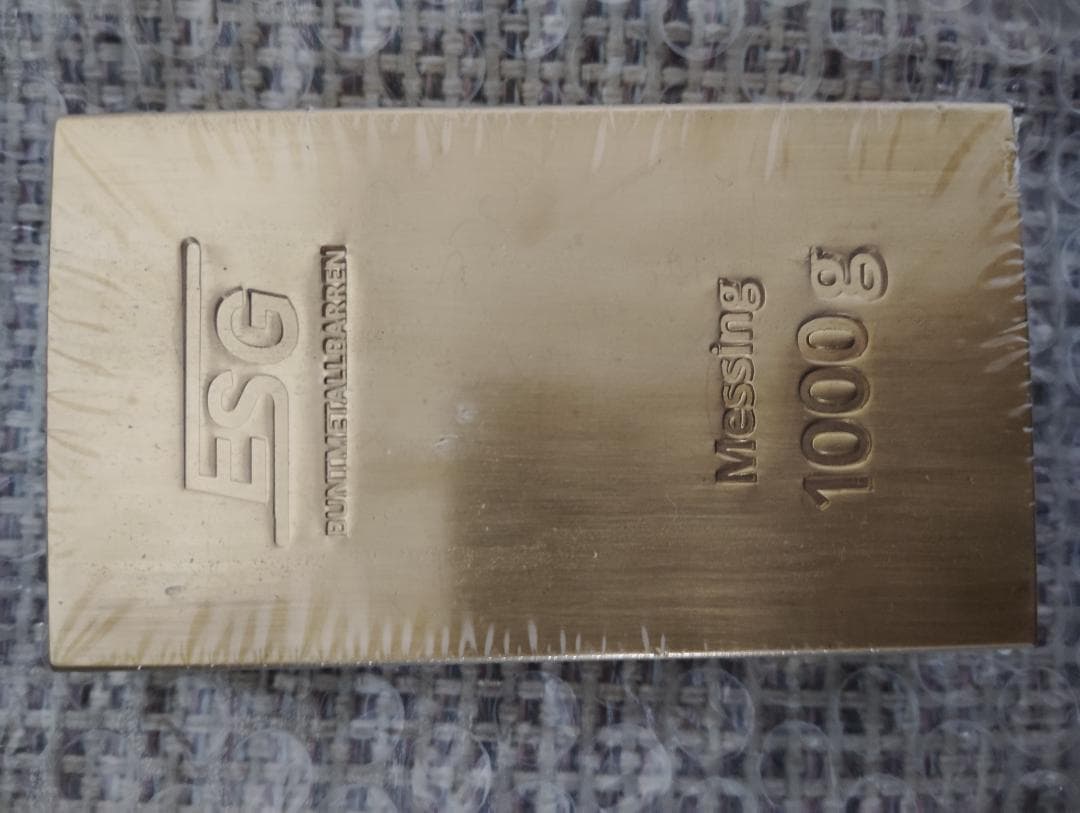 ESG
BUNTMETALLBARREN
Messing
1000 g